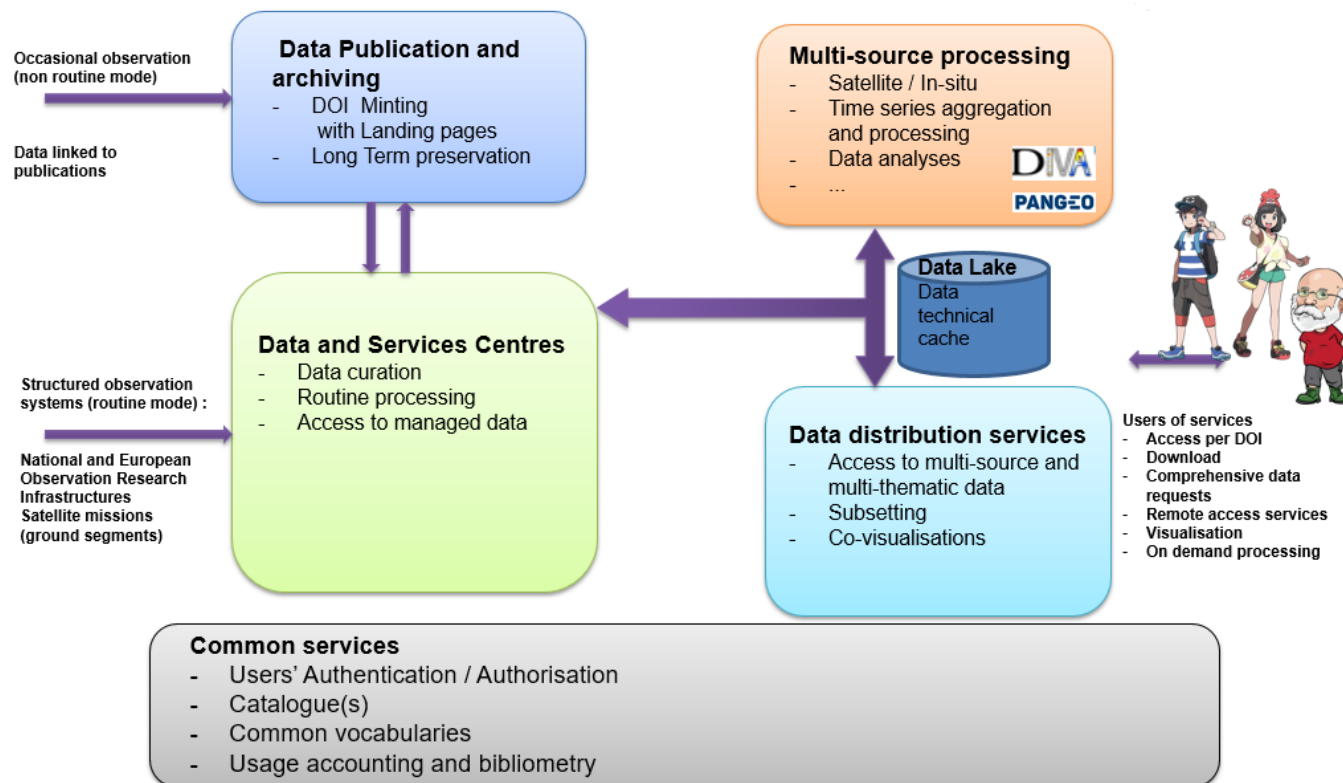 Occasional observation
(non routine mode)
Data linked to
publications
Data Publication and
archiving
- DOI Minting
with Landing pages
- Long Term preservation
Multi-source processing
- Satellite / In-situ
- Time series aggregation
and processing
- Data analyses
- ...
DIVA
PANGEO
Data Lake
Data
technical
cache
Structured observation
systems (routine mode) :
National and European
Observation Research
Infrastructures
Satellite missions
(ground segments)
Data and Services Centres
- Data curation
- Routine processing
- Access to managed data
Data distribution services
- Access to multi-source and
multi-thematic data
- Subsetting
- Co-visualisations
Users of services
- Access per DOI
- Download
- Comprehensive data
requests
- Remote access services
- Visualisation
- On demand processing
Common services
- Users' Authentication / Authorisation
- Catalogue(s)
- Common vocabularies
- Usage accounting and bibliometry